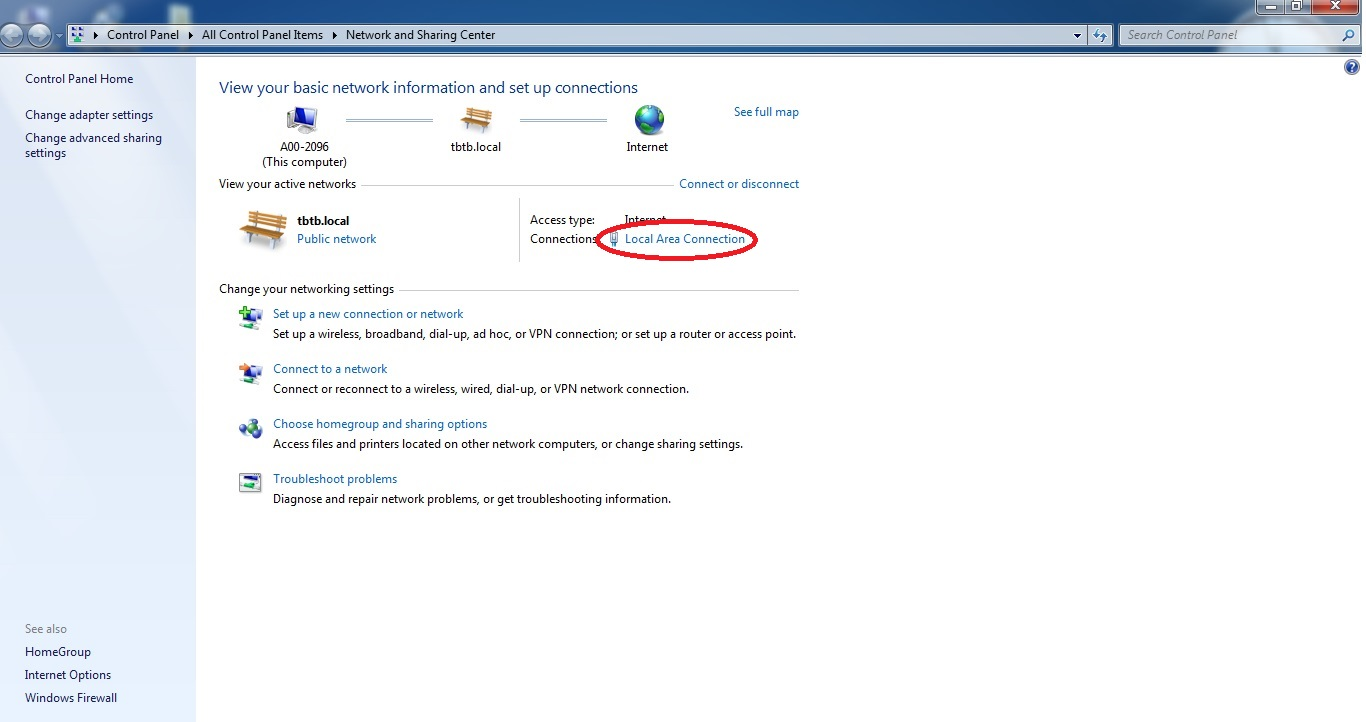 Control Panel
All Control Panel Items
Network and Sharing Center
Search Control Panel
Control Panel Home
Change adapter settings
Change advanced sharing
settings
View your basic network information and set up connections
See full map
A00-2096
(This computer)
tbtb.local
Internet
View your active networks
Connect or disconnect
tbtb.local
Public network
Access type: Internet
Connections Local Area Connection
Change your networking settings
Set up a new connection or network
Set up a wireless, broadband, dial-up, ad hoc, or VPN connection; or set up a router or access point.
Connect to a network
Connect or reconnect to a wireless, wired, dial-up, or VPN network connection.
Choose homegroup and sharing options
Access files and printers located on other network computers, or change sharing settings.
Troubleshoot problems
Diagnose and repair network problems, or get troubleshooting information.
See also
HomeGroup
Internet Options
Windows Firewall